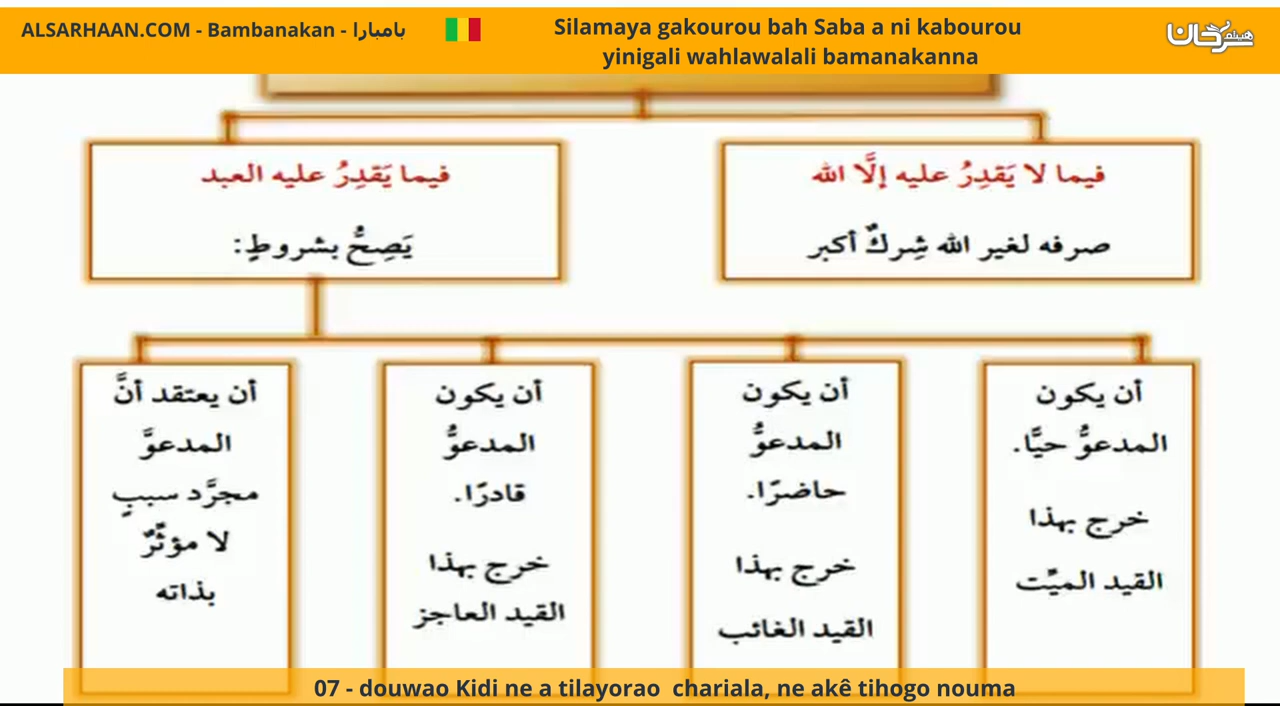 ALSARHAAN.COM - Bambanakan - بامبارا
Silamaya gakourou bah Saba a ni kabourou
yinigali wahlawalali bamanakanna
هيثم سرحان
فيما لا يَقدِرُ عليه إلَّا الله
صرفه لغير الله شِركٌ أكبر
فيما يَقدِرُ عليه العبد
يَصِحُّ بشروطٍ:
أن يكون
المدعوُّ حيًّا.
خرج بهذا
القيد الميِّت
أن يكون
المدعوُّ
حاضرًا.
خرج بهذا
القيد الغائب
أن يكون
المدعوُّ
قادرًا.
خرج بهذا
القيد العاجز
أن يعتقد أنَّ
المدعوَّ
مجرَّد سببٍ
لا مؤثِّرٌ
بذاته
07 - douwao Kidi ne a tilayorao chariala, ne akê tihogo nouma